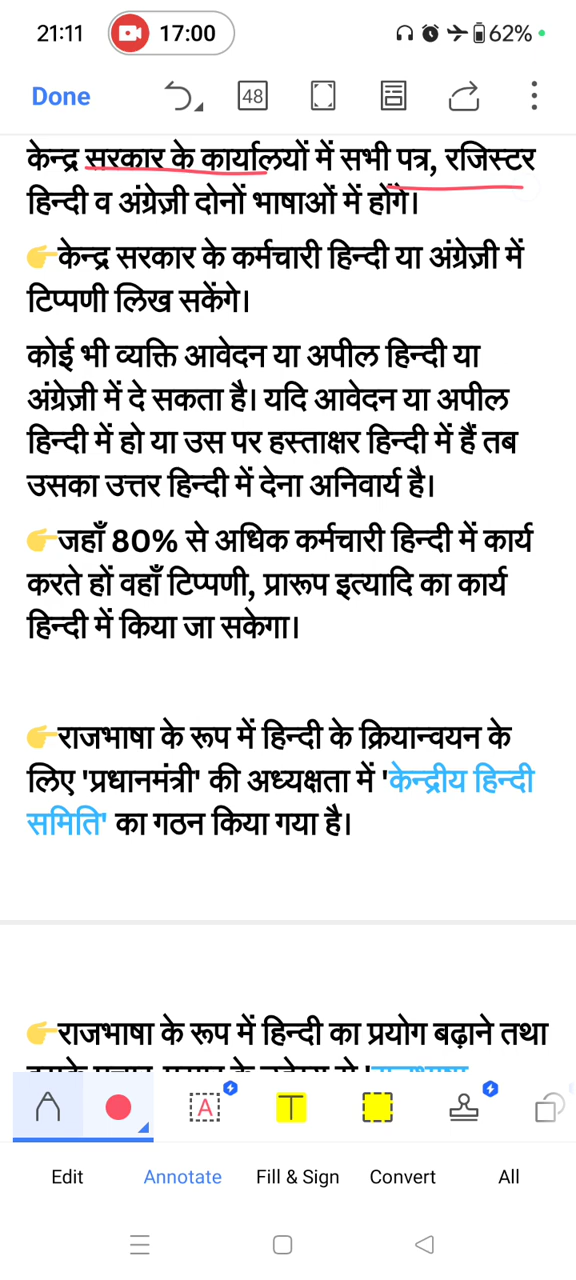 21:11 17:00 62%
Done 48
केन्द्र सरकार के कार्यालयों में सभी पत्र, रजिस्टर
हिन्दी व अंग्रेज़ी दोनों भाषाओं में होंगे।
👉केन्द्र सरकार के कर्मचारी हिन्दी या अंग्रेज़ी में
टिप्पणी लिख सकेंगे।
कोई भी व्यक्ति आवेदन या अपील हिन्दी या
अंग्रेज़ी में दे सकता है। यदि आवेदन या अपील
हिन्दी में हो या उस पर हस्ताक्षर हिन्दी में हैं तब
उसका उत्तर हिन्दी में देना अनिवार्य है।
👉जहाँ 80% से अधिक कर्मचारी हिन्दी में कार्य
करते हों वहाँ टिप्पणी, प्रारूप इत्यादि का कार्य
हिन्दी में किया जा सकेगा।
👉राजभाषा के रूप में हिन्दी के क्रियान्वयन के
लिए 'प्रधानमंत्री' की अध्यक्षता में 'केन्द्रीय हिन्दी
समिति' का गठन किया गया है।
👉राजभाषा के रूप में हिन्दी का प्रयोग बढ़ाने तथा
A T
Edit Annotate Fill & Sign Convert All